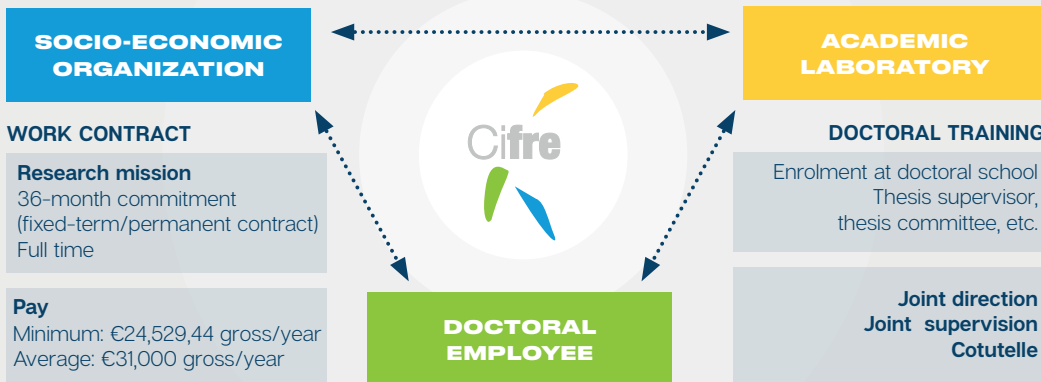 SOCIO-ECONOMIC
ORGANIZATION
ACADEMIC
LABORATORY
Cifre
WORK CONTRACT
Research mission
36-month commitment
(fixed-term/permanent contract)
Full time
Pay
Minimum: €24,529,44 gross/year
Average: €31,000 gross/year
DOCTORAL
EMPLOYEE
DOCTORAL TRAINING
Enrolment at doctoral school
Thesis supervisor,
thesis committee, etc.
Joint direction
Joint supervision
Cotutelle